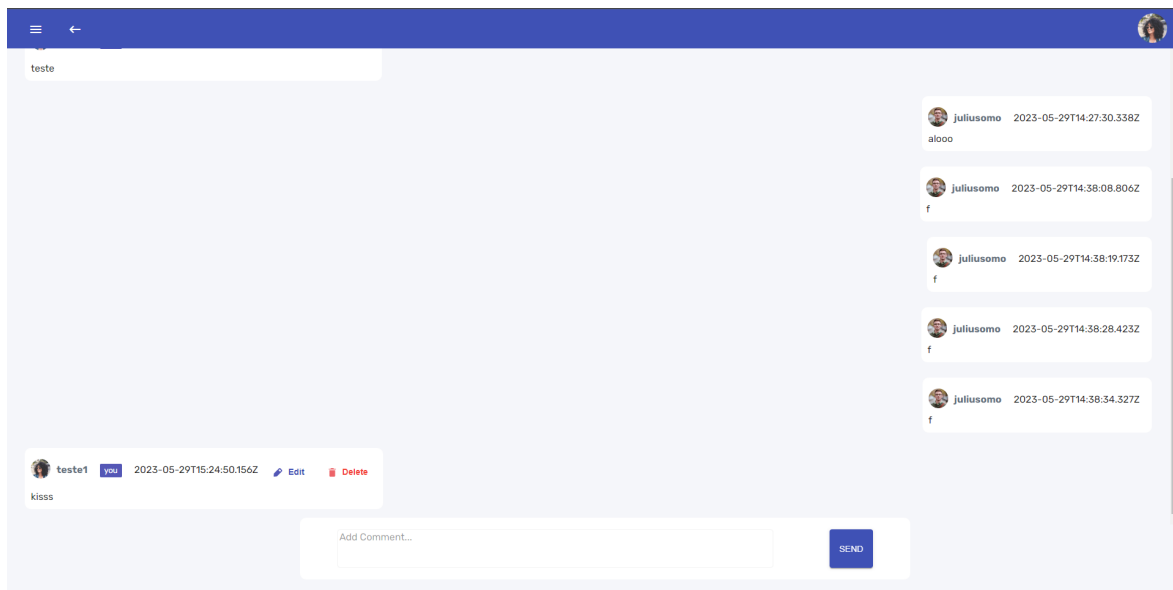 teste
juliusomo 2023-05-29T14:27:30.338Z
alooo
juliusomo 2023-05-29T14:38:08.806Z
f
juliusomo 2023-05-29T14:38:19.173Z
f
juliusomo 2023-05-29T14:38:28.423Z
f
juliusomo 2023-05-29T14:38:34.327Z
f
teste1 you 2023-05-29T15:24:50.156Z Edit Delete
kisss
Add Comment...
SEND